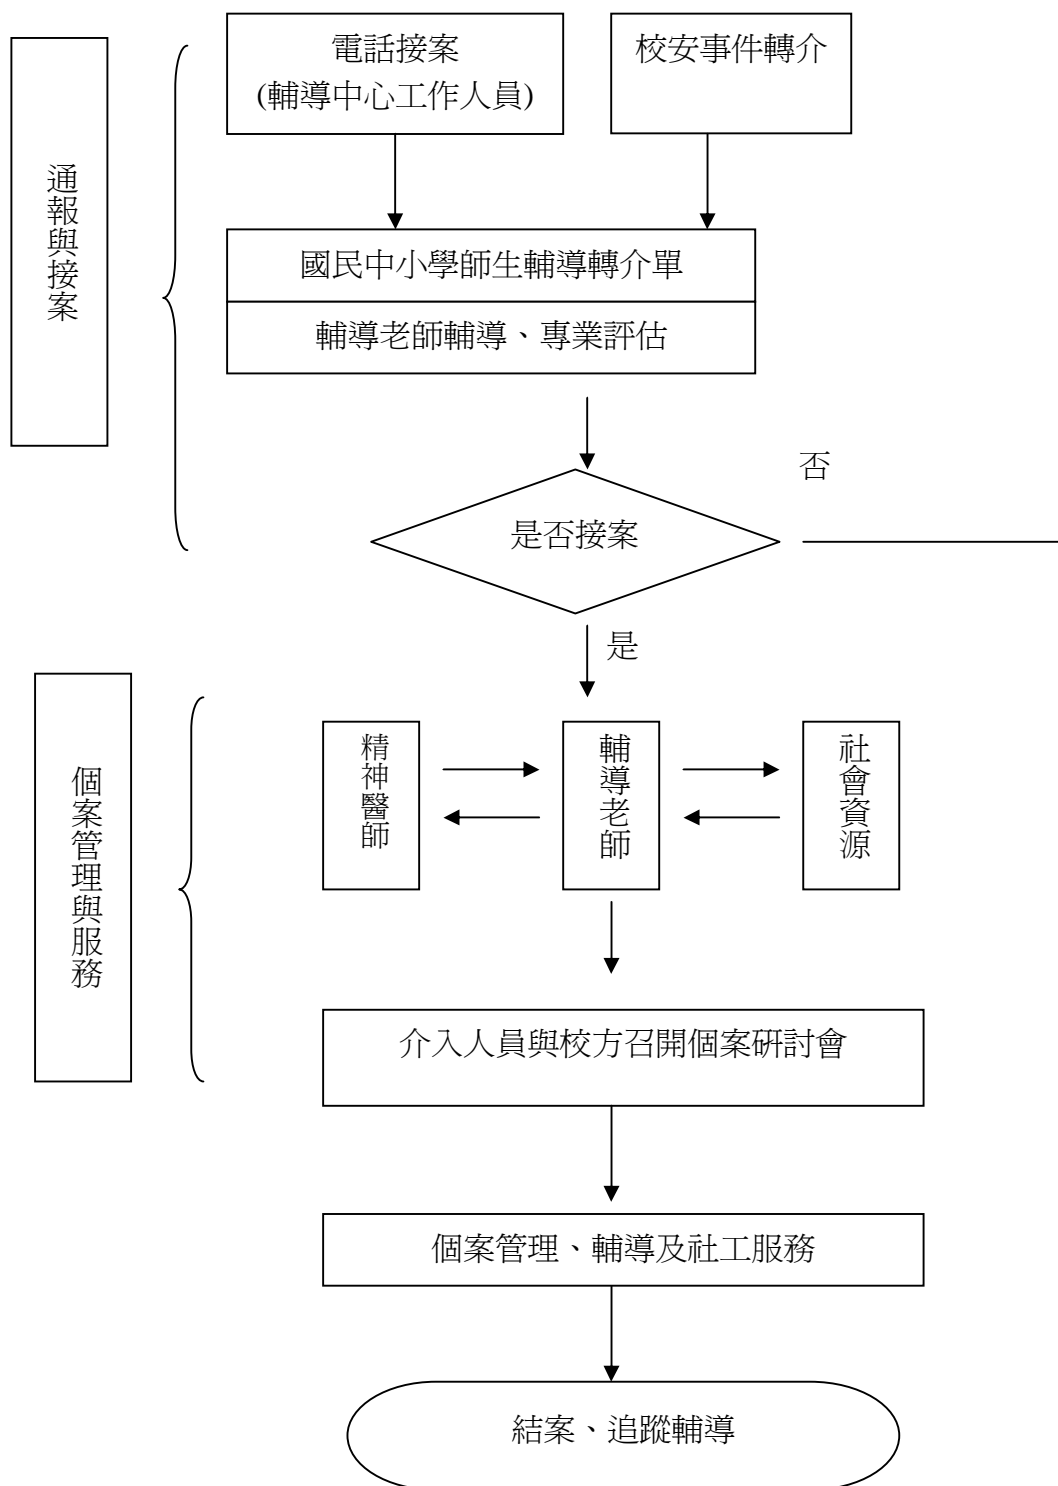 通報與接案
電話接案
(輔導中心工作人員)
校安事件轉介
國民中小學師生輔導轉介單
輔導老師輔導、專業評估
是否接案
否
是
個案管理與服務
精神醫師
輔導老師
社會資源
介入人員與校方召開個案研討會
個案管理、輔導及社工服務
結案、追蹤輔導